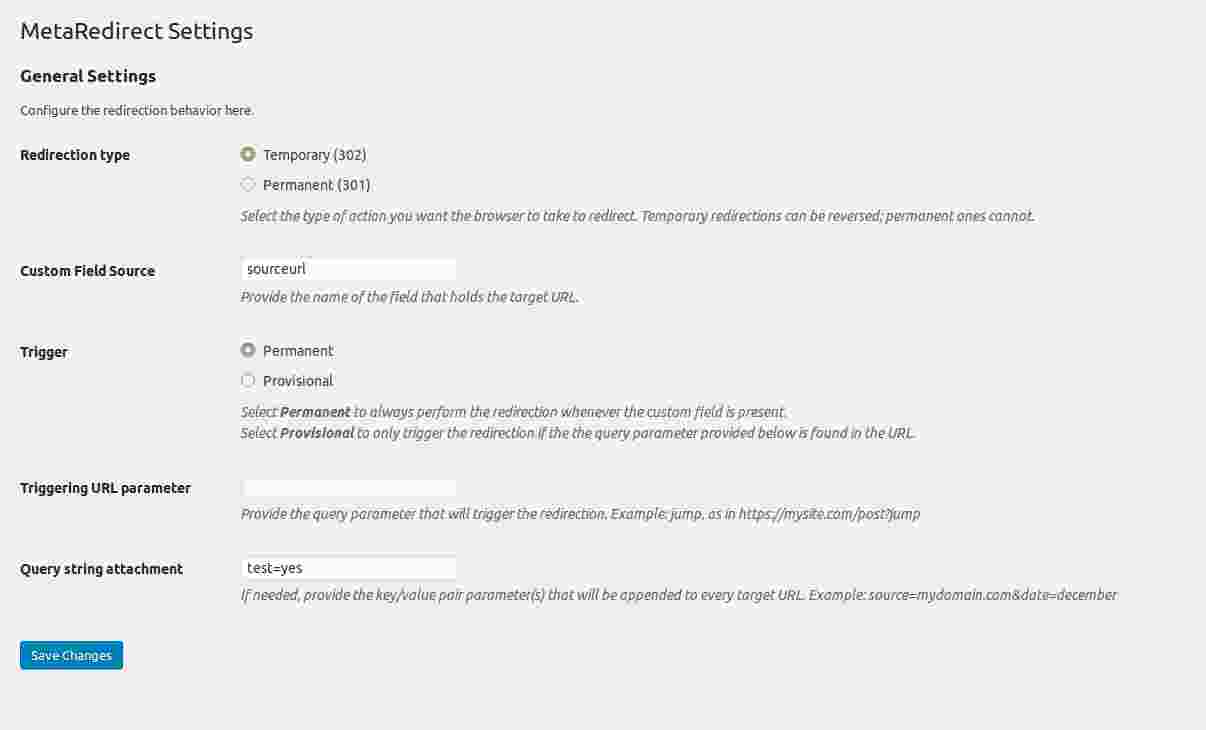 MetaRedirect Settings
General Settings
Configure the redirection behavior here.
Redirection type
Temporary (302)
Permanent (301)
Select the type of action you want the browser to take to redirect. Temporary redirections can be reversed; permanent ones cannot.
Custom Field Source
sourceurl
Provide the name of the field that holds the target URL.
Trigger
Permanent
Provisional
Select Permanent to always perform the redirection whenever the custom field is present.
Select Provisional to only trigger the redirection if the the query parameter provided below is found in the URL.
Triggering URL parameter
Provide the query parameter that will trigger the redirection. Example: jump, as in https://mysite.com/post?jump
Query string attachment
test=yes
If needed, provide the key/value pair parameter(s) that will be appended to every target URL. Example: source=mydomain.com&date=december
Save Changes